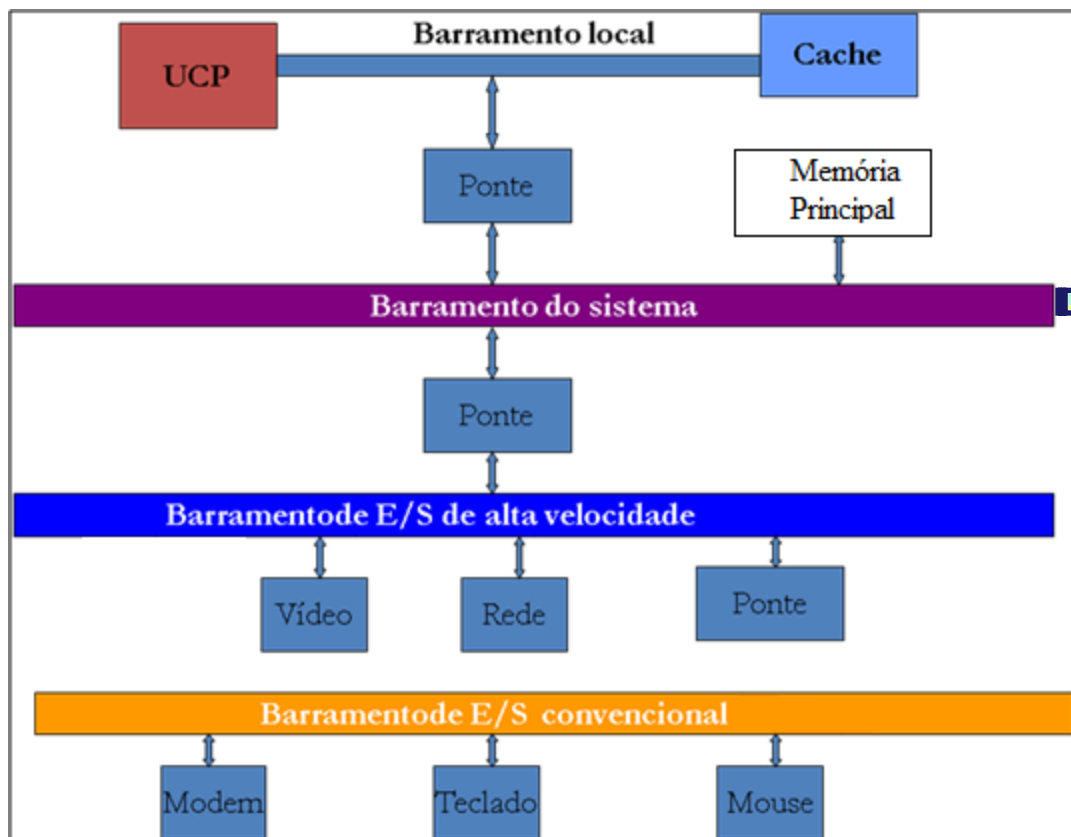 Barramento local
UCP
Cache
Ponte
Memória
Principal
Barramento do sistema
Ponte
Barramentode E/S de alta velocidade
Vídeo
Rede
Ponte
Barramentode E/S convencional
Modem
Teclado
Mouse